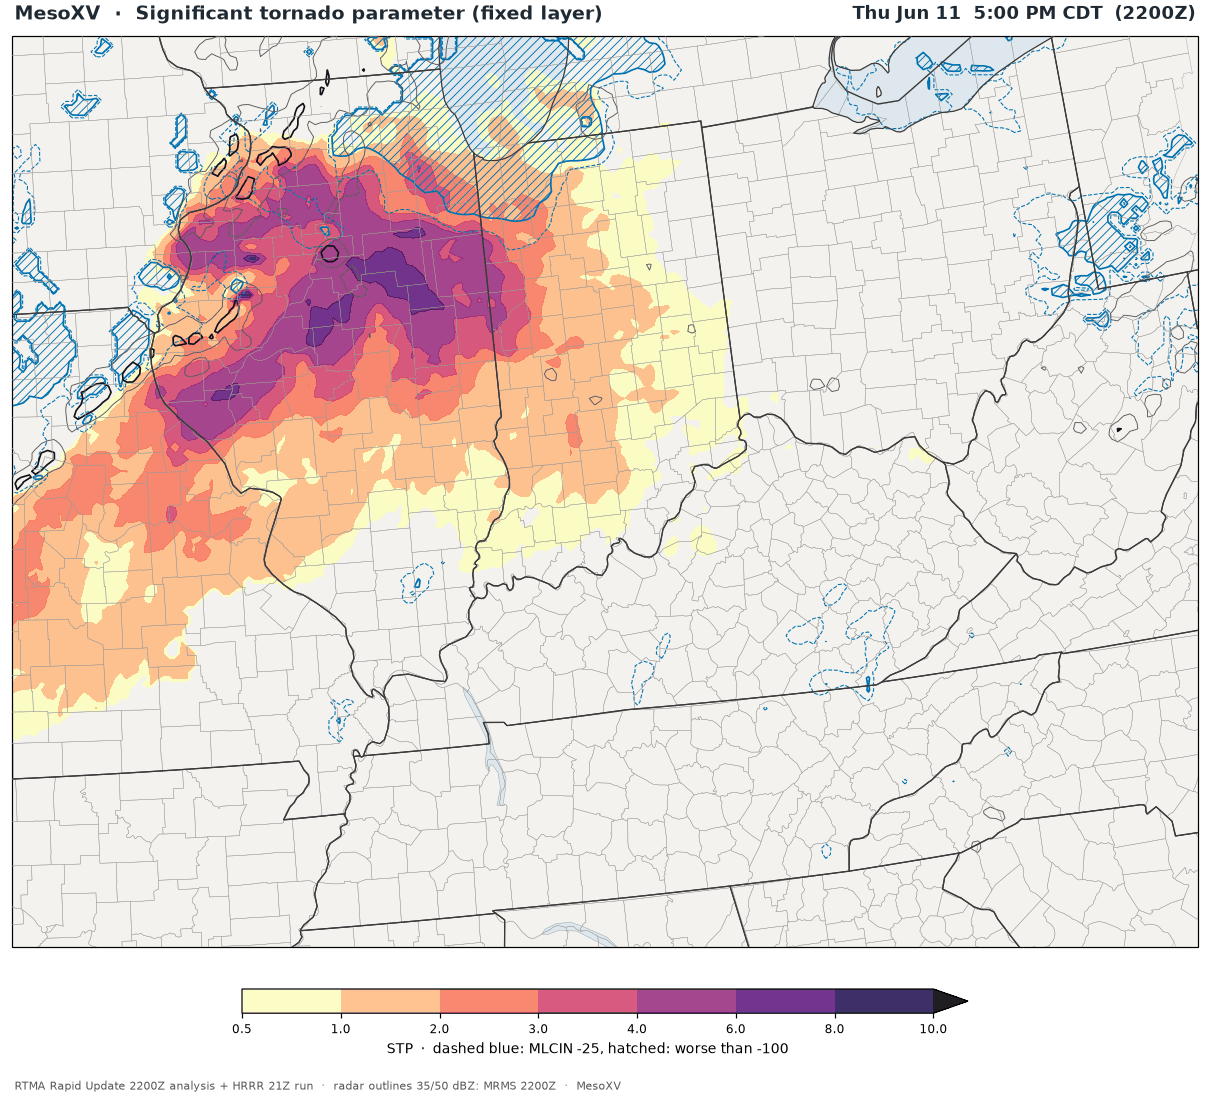 MesoXV · Significant tornado parameter (fixed layer)
Thu Jun 11 5:00 PM CDT (2200Z)
0.5 1.0 2.0 3.0 4.0 6.0 8.0 10.0
STP · dashed blue: MLCIN -25, hatched: worse than -100
RTMA Rapid Update 2200Z analysis + HRRR 21Z run · radar outlines 35/50 dBZ: MRMS 2200Z · MesoXV